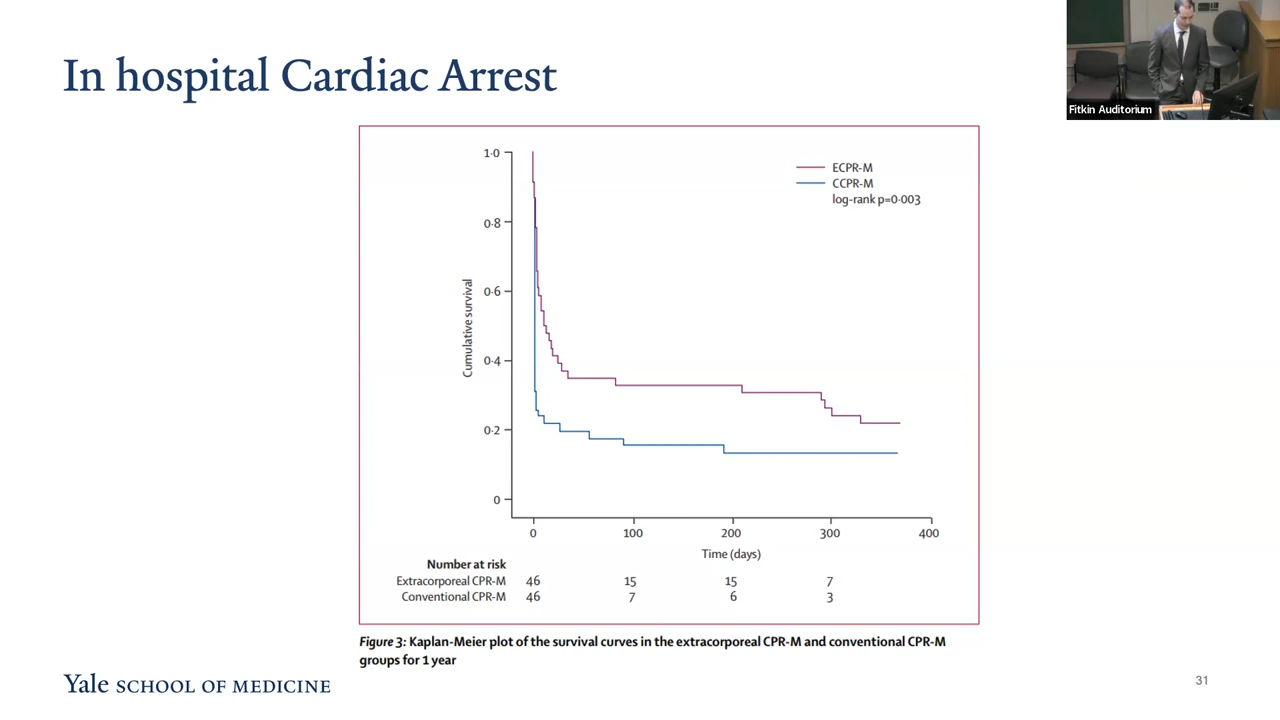 In hospital Cardiac Arrest
Fitkin Auditorium
1·0
0·8
0·6
0·4
0·2
0
Cumulative survival
ECPR-M
CCPR-M
log-rank p=0·003
0 100 200 300 400
Time (days)
Number at risk
Extracorporeal CPR-M 46 15 15 7
Conventional CPR-M 46 7 6 3
Figure 3: Kaplan-Meier plot of the survival curves in the extracorporeal CPR-M and conventional CPR-M
groups for 1 year
Yale SCHOOL OF MEDICINE
31